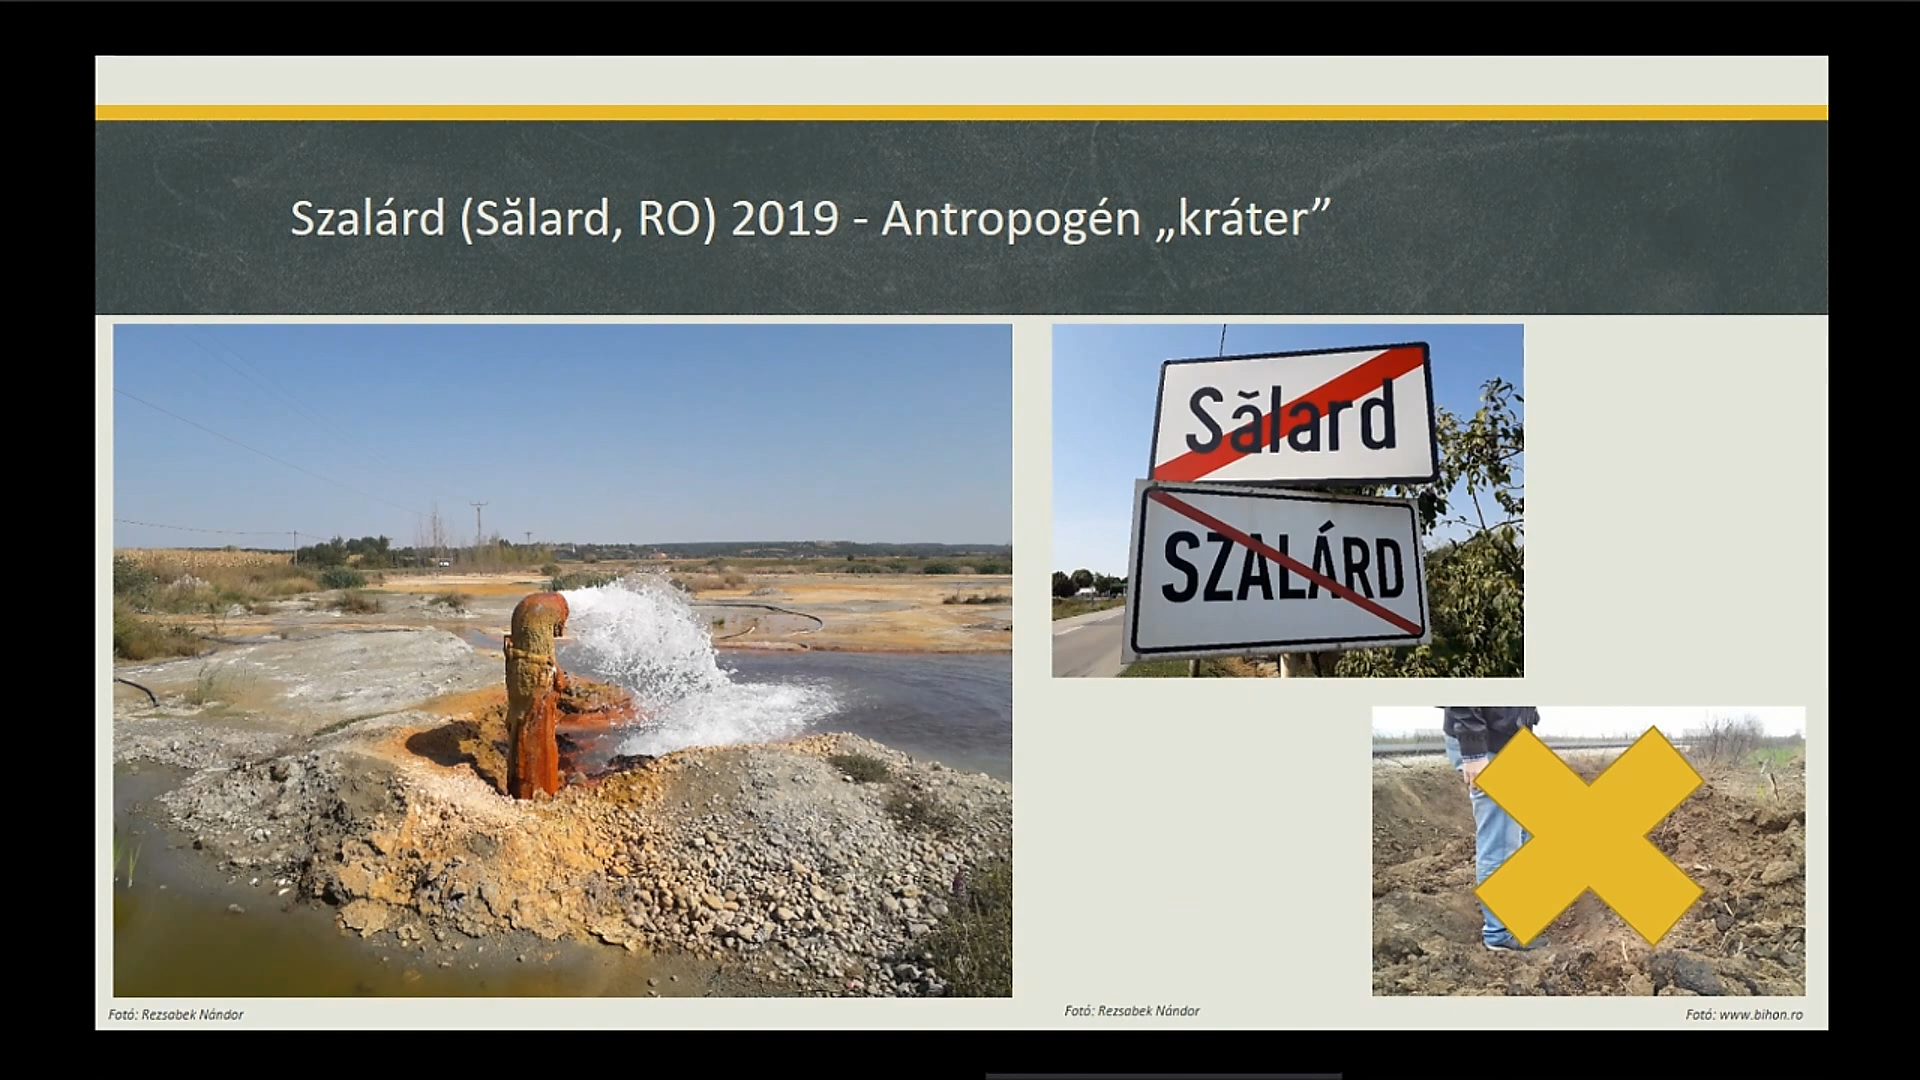 Szalárd (Sălard, RO) 2019 - Antropogén „kráter”
Sălard
SZALÁRD
Fotó: Rezsabek Nándor
Fotó: Rezsabek Nándor
Fotó: www.bihon.ro